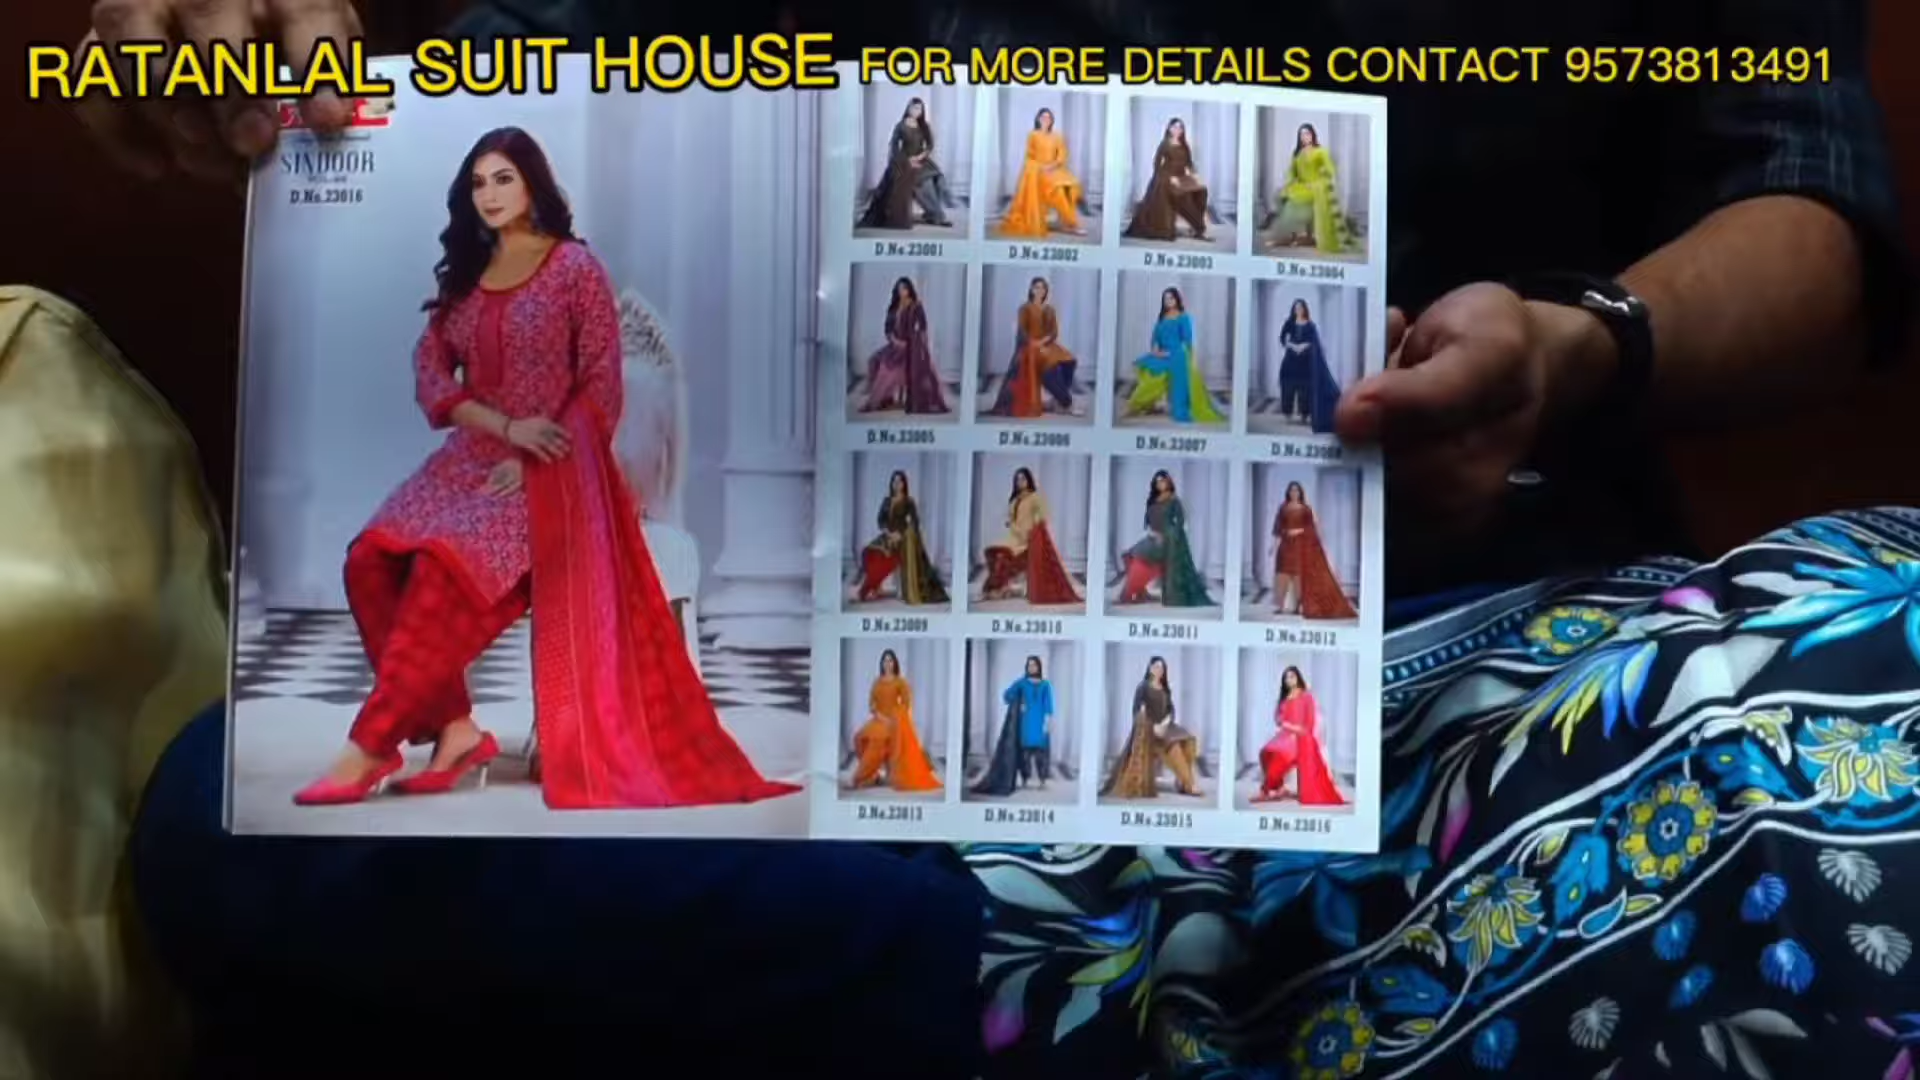 RATANLAL SUIT HOUSE FOR MORE DETAILS CONTACT 9573813491
SINDOOR
D.No.23016
D.No.23001 D.No.23002 D.No.23003 D.No.23004
D.No.23005 D.No.23006 D.No.23007 D.No.23008
D.No.23009 D.No.23010 D.No.23011 D.No.23012
D.No.23013 D.No.23014 D.No.23015 D.No.23016